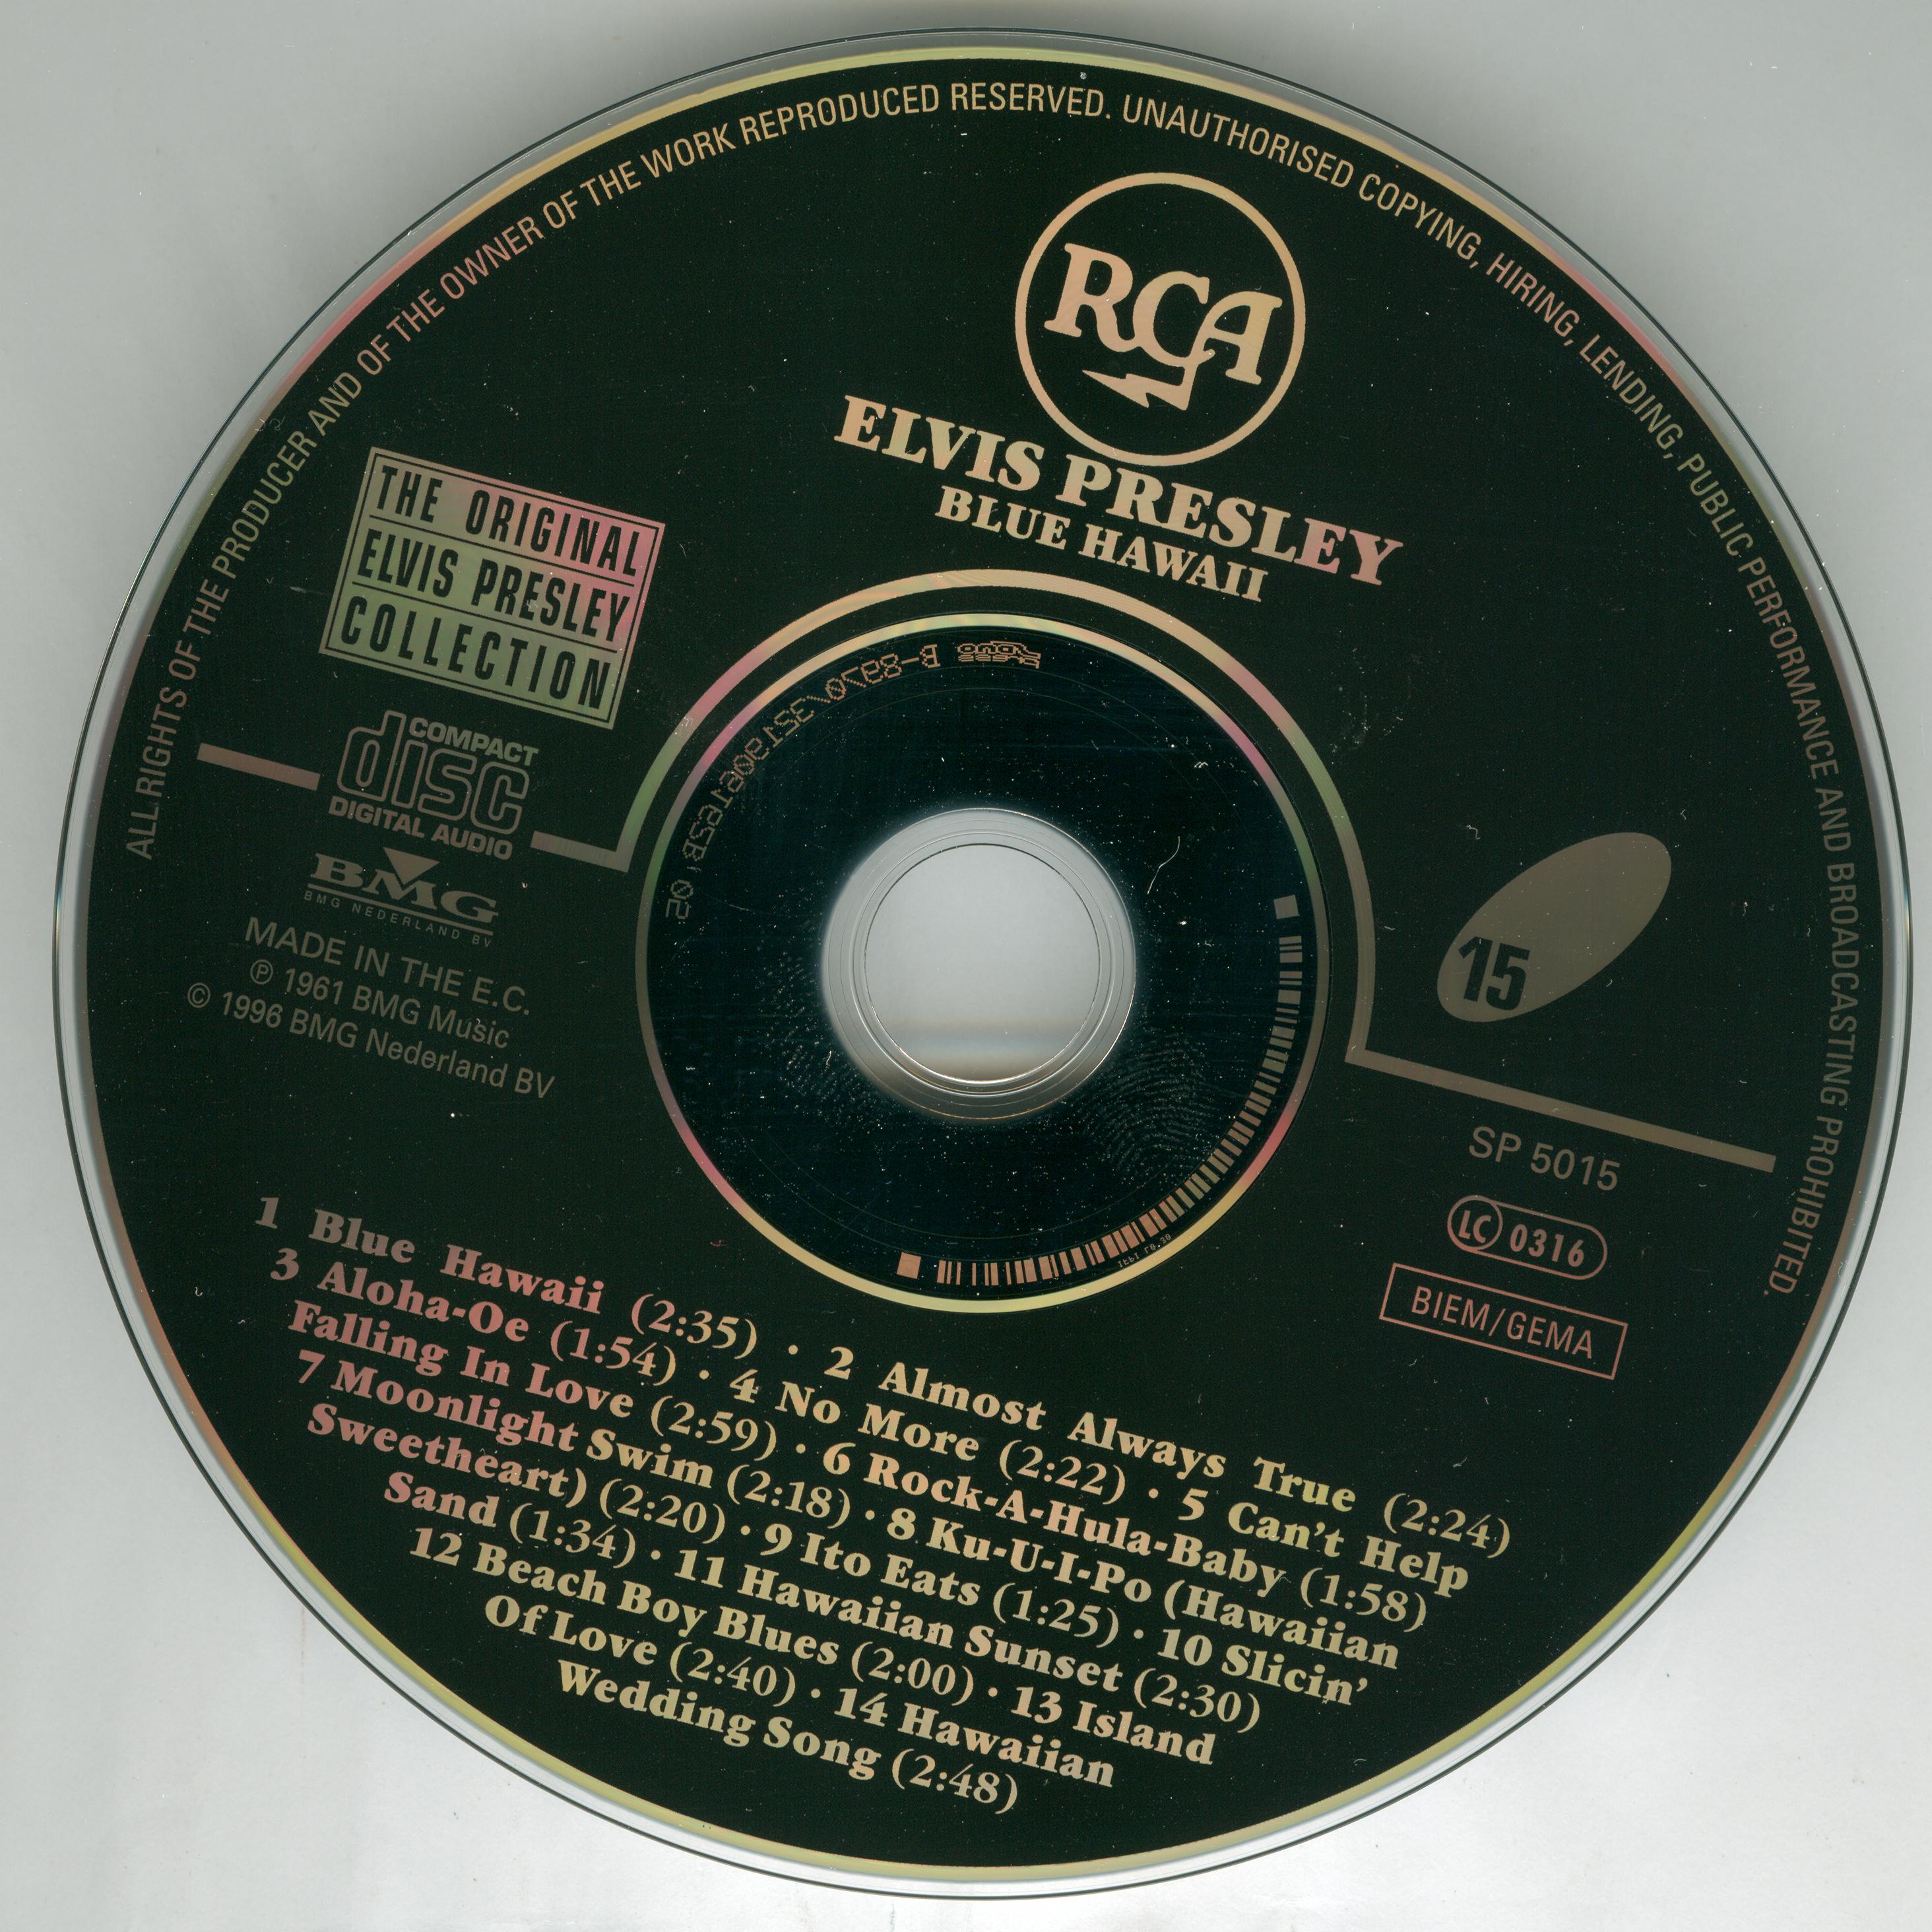 ALL RIGHTS OF THE PRODUCER AND OF THE OWNER OF THE WORK REPRODUCED RESERVED. UNAUTHORISED COPYING, HIRING, LENDING, PUBLIC PERFORMANCE AND BROADCASTING PROHIBITED.
RCA
ELVIS PRESLEY
BLUE HAWAII
THE ORIGINAL
ELVIS PRESLEY
COLLECTION
COMPACT
disc
DIGITAL AUDIO
BMG
BMG NEDERLAND BV
MADE IN THE E.C.
℗ 1961 BMG Music
© 1996 BMG Nederland BV
15
SP 5015
LC 0316
BIEM/GEMA
1 Blue Hawaii (2:35) · 2 Almost Always True (2:24)
3 Aloha-Oe (1:54) · 4 No More (2:22) · 5 Can't Help
Falling In Love (2:59) · 6 Rock-A-Hula-Baby (1:58)
7 Moonlight Swim (2:18) · 8 Ku-U-I-Po (Hawaiian
Sweetheart) (2:20) · 9 Ito Eats (1:25) · 10 Slicin'
Sand (1:34) · 11 Hawaiian Sunset (2:30)
12 Beach Boy Blues (2:00) · 13 Island
Of Love (2:40) · 14 Hawaiian
Wedding Song (2:48)